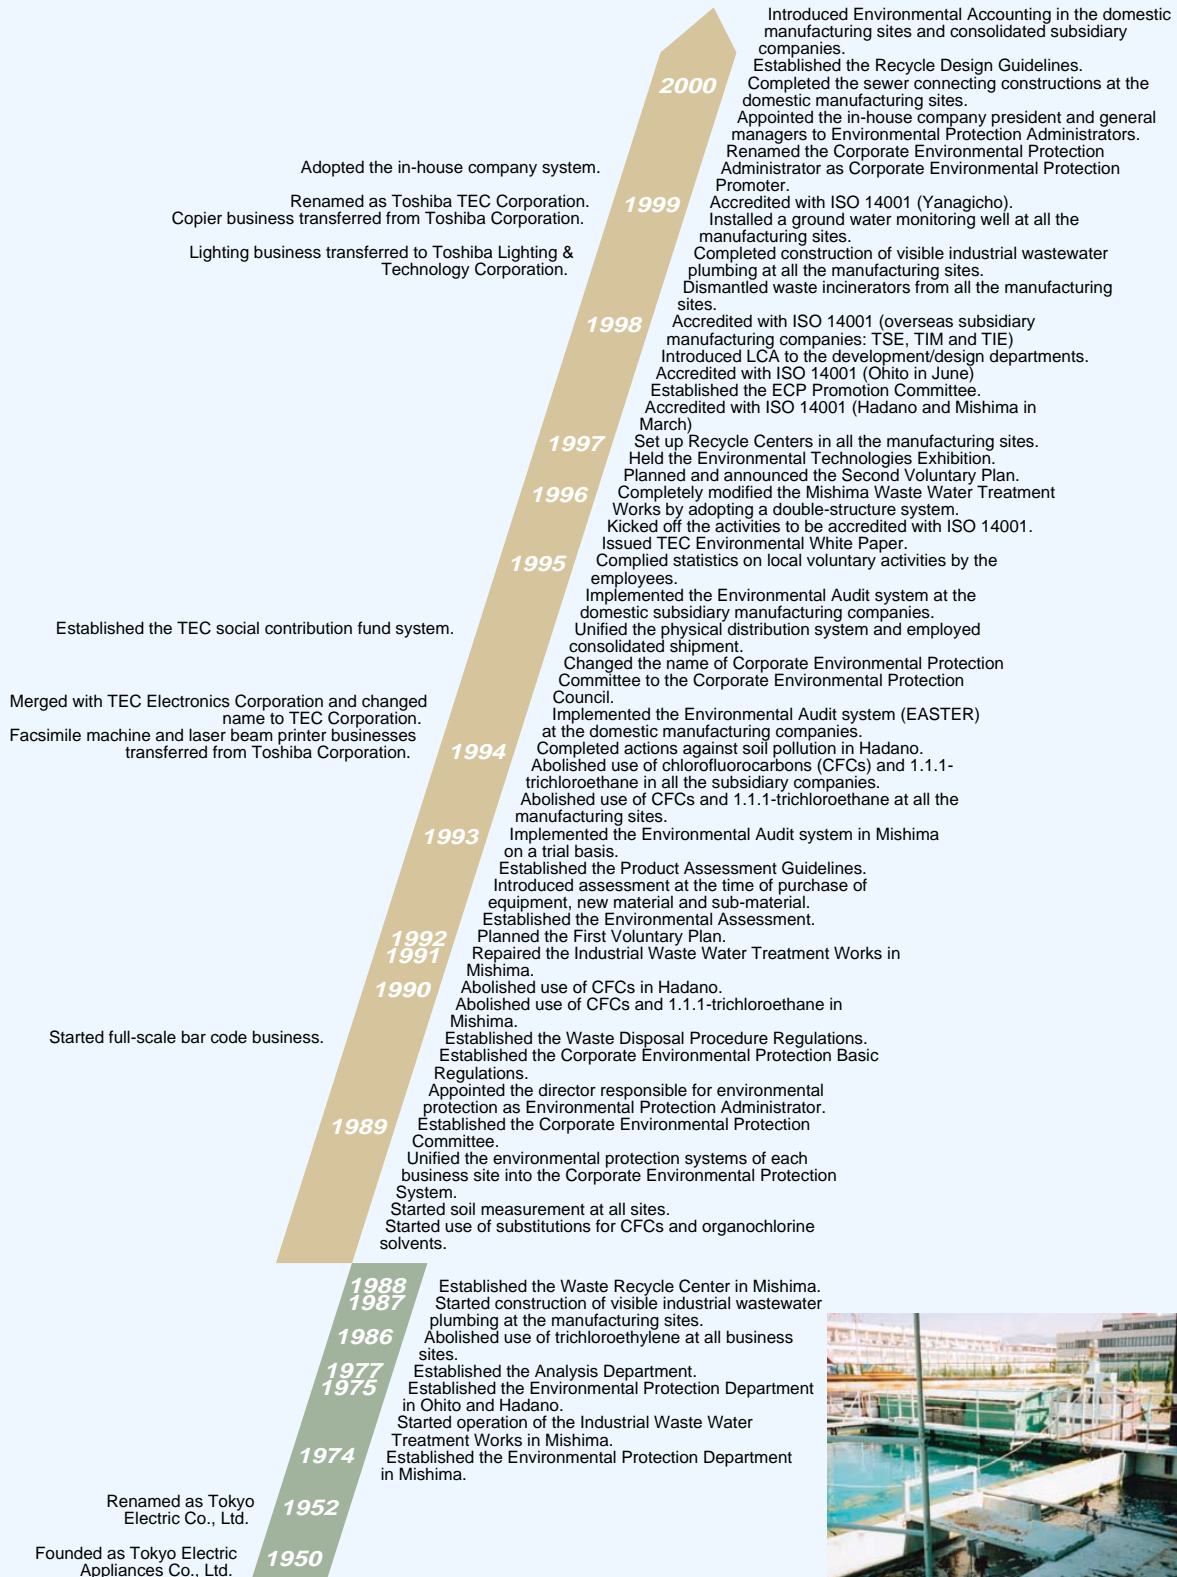 Introduced Environmental Accounting in the domestic
manufacturing sites and consolidated subsidiary
companies.
Established the Recycle Design Guidelines.
2000
Completed the sewer connecting constructions at the
domestic manufacturing sites.
Appointed the in-house company president and general
managers to Environmental Protection Administrators.
Renamed the Corporate Environmental Protection
Administrator as Corporate Environmental Protection
Promoter.
Adopted the in-house company system.
Renamed as Toshiba TEC Corporation.
Copier business transferred from Toshiba Corporation.
1999
Accredited with ISO 14001 (Yanagicho).
Installed a ground water monitoring well at all the
manufacturing sites.
Lighting business transferred to Toshiba Lighting &
Technology Corporation.
Completed construction of visible industrial wastewater
plumbing at all the manufacturing sites.
Dismantled waste incinerators from all the manufacturing
sites.
1998
Accredited with ISO 14001 (overseas subsidiary
manufacturing companies: TSE, TIM and TIE)
Introduced LCA to the development/design departments.
Accredited with ISO 14001 (Ohito in June)
Established the ECP Promotion Committee.
Accredited with ISO 14001 (Hadano and Mishima in
March)
1997
Set up Recycle Centers in all the manufacturing sites.
Held the Environmental Technologies Exhibition.
Planned and announced the Second Voluntary Plan.
1996
Completely modified the Mishima Waste Water Treatment
Works by adopting a double-structure system.
Kicked off the activities to be accredited with ISO 14001.
Issued TEC Environmental White Paper.
1995
Complied statistics on local voluntary activities by the
employees.
Implemented the Environmental Audit system at the
domestic subsidiary manufacturing companies.
Established the TEC social contribution fund system.
Unified the physical distribution system and employed
consolidated shipment.
Changed the name of Corporate Environmental Protection
Committee to the Corporate Environmental Protection
Council.
Merged with TEC Electronics Corporation and changed
name to TEC Corporation.
Facsimile machine and laser beam printer businesses
transferred from Toshiba Corporation.
Implemented the Environmental Audit system (EASTER)
at the domestic manufacturing companies.
1994
Completed actions against soil pollution in Hadano.
Abolished use of chlorofluorocarbons (CFCs) and 1.1.1-
trichloroethane in all the subsidiary companies.
Abolished use of CFCs and 1.1.1-trichloroethane at all the
manufacturing sites.
1993
Implemented the Environmental Audit system in Mishima
on a trial basis.
Established the Product Assessment Guidelines.
Introduced assessment at the time of purchase of
equipment, new material and sub-material.
Established the Environmental Assessment.
1992
Planned the First Voluntary Plan.
1991
Repaired the Industrial Waste Water Treatment Works in
Mishima.
1990
Abolished use of CFCs in Hadano.
Abolished use of CFCs and 1.1.1-trichloroethane in
Mishima.
Started full-scale bar code business.
Established the Waste Disposal Procedure Regulations.
Established the Corporate Environmental Protection Basic
Regulations.
Appointed the director responsible for environmental
protection as Environmental Protection Administrator.
1989
Established the Corporate Environmental Protection
Committee.
Unified the environmental protection systems of each
business site into the Corporate Environmental Protection
System.
Started soil measurement at all sites.
Started use of substitutions for CFCs and organochlorine
solvents.
1988
Established the Waste Recycle Center in Mishima.
1987
Started construction of visible industrial wastewater
plumbing at the manufacturing sites.
1986
Abolished use of trichloroethylene at all business
sites.
1977
Established the Analysis Department.
1975
Established the Environmental Protection Department
in Ohito and Hadano.
Started operation of the Industrial Waste Water
Treatment Works in Mishima.
1974
Established the Environmental Protection Department
in Mishima.
Renamed as Tokyo
Electric Co., Ltd.
1952
Founded as Tokyo Electric
Appliances Co., Ltd.
1950